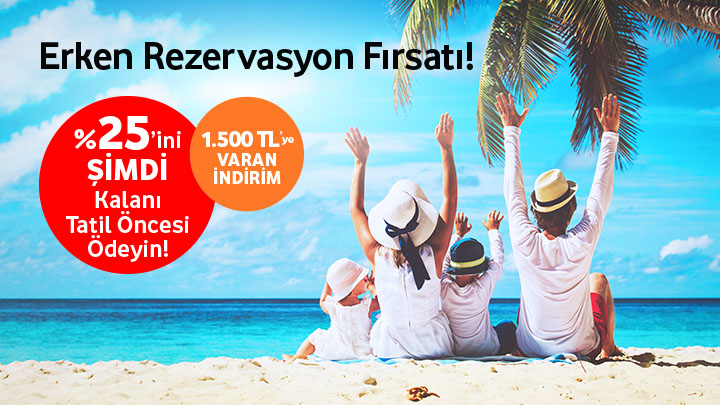 Erken Rezervasyon Fırsatı!
%25'ini
ŞİMDİ
Kalanı
Tatil Öncesi
Ödeyin!
1.500 TL'ye
VARAN
İNDİRİM